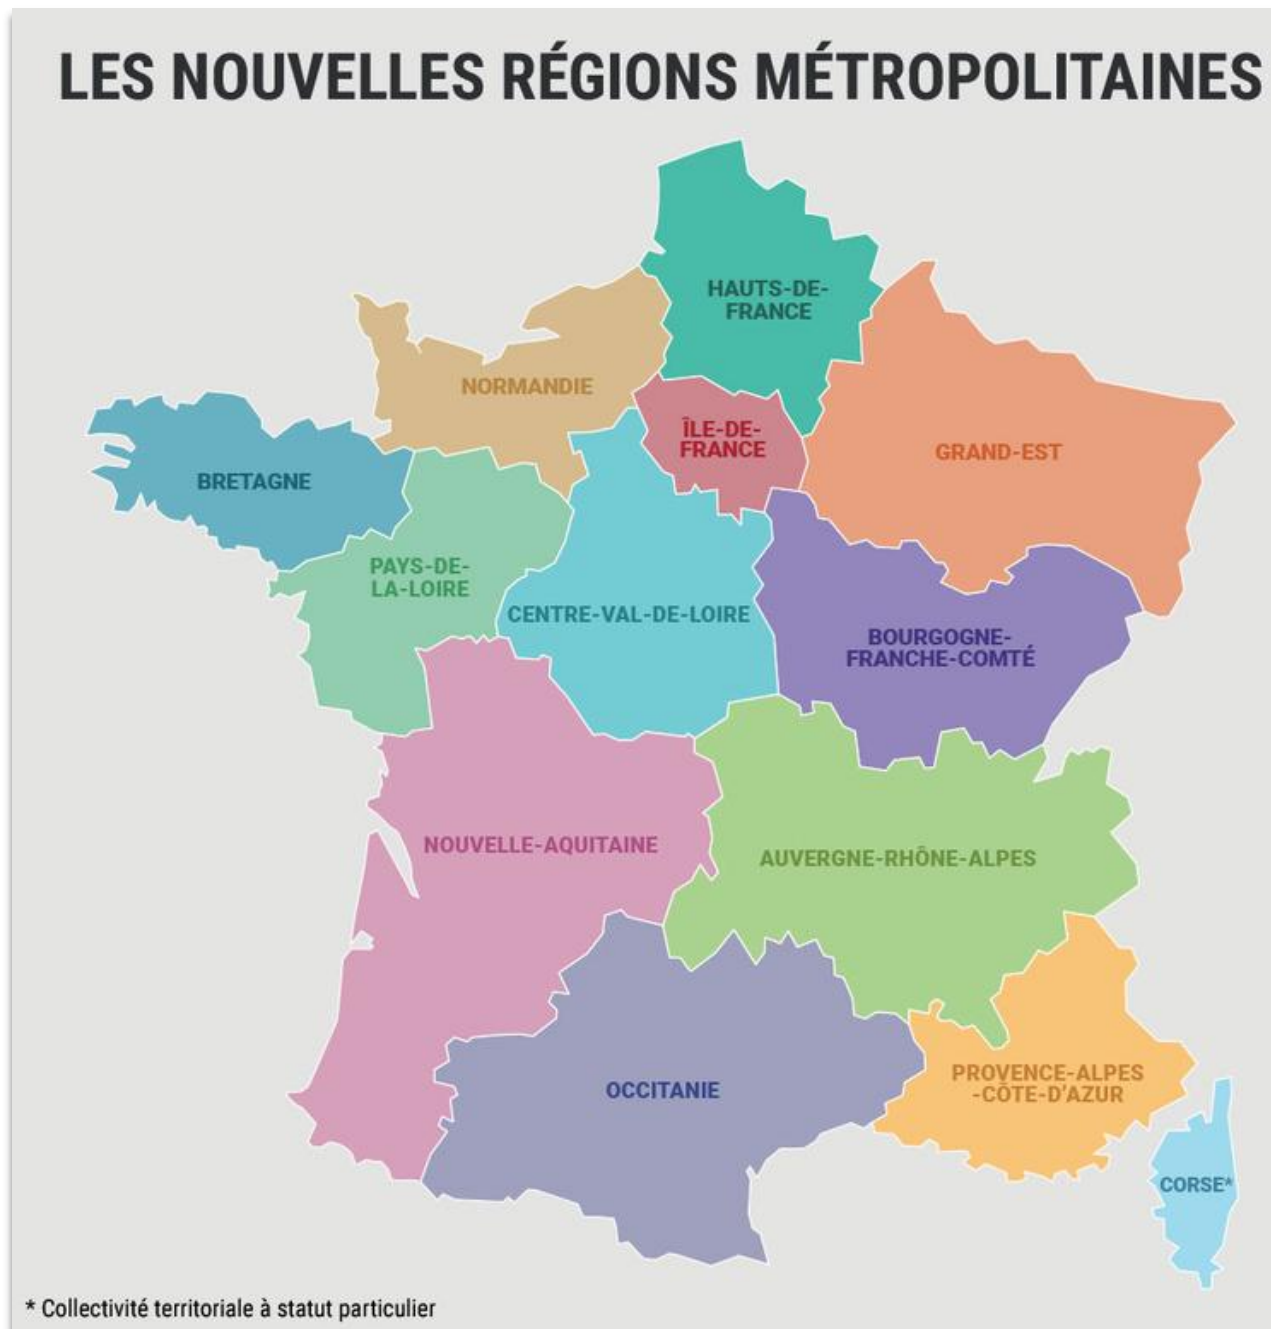 LES NOUVELLES RÉGIONS MÉTROPOLITAINES
HAUTS-DE-
FRANCE
NORMANDIE
ÎLE-DE-
FRANCE
GRAND-EST
BRETAGNE
PAYS-DE-
LA-LOIRE
CENTRE-VAL-DE-LOIRE
BOURGOGNE-
FRANCHE-COMTÉ
NOUVELLE-AQUITAINE
AUVERGNE-RHÔNE-ALPES
OCCITANIE
PROVENCE-ALPES
-CÔTE-D'AZUR
CORSE*
* Collectivité territoriale à statut particulier